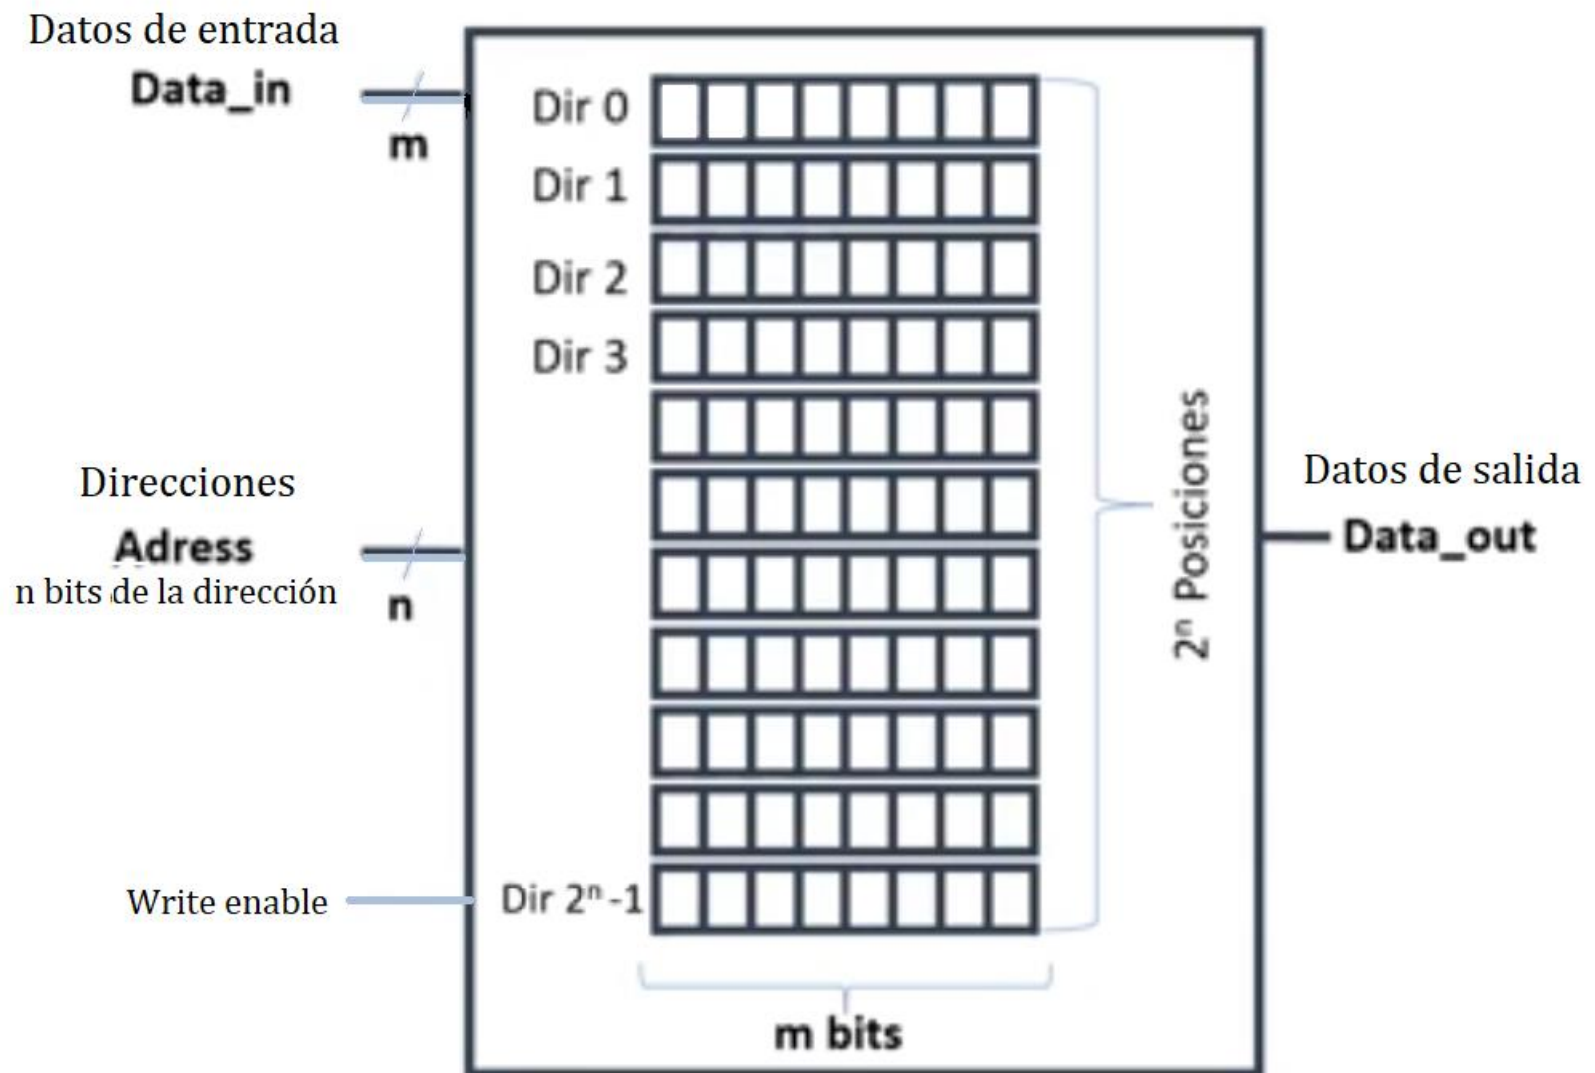 Datos de entrada
Data_in
m
Direcciones
Adress
n bits de la dirección
n
Write enable
Dir 0
Dir 1
Dir 2
Dir 3
Dir 2ⁿ -1
m bits
2ⁿ Posiciones
Datos de salida
Data_out